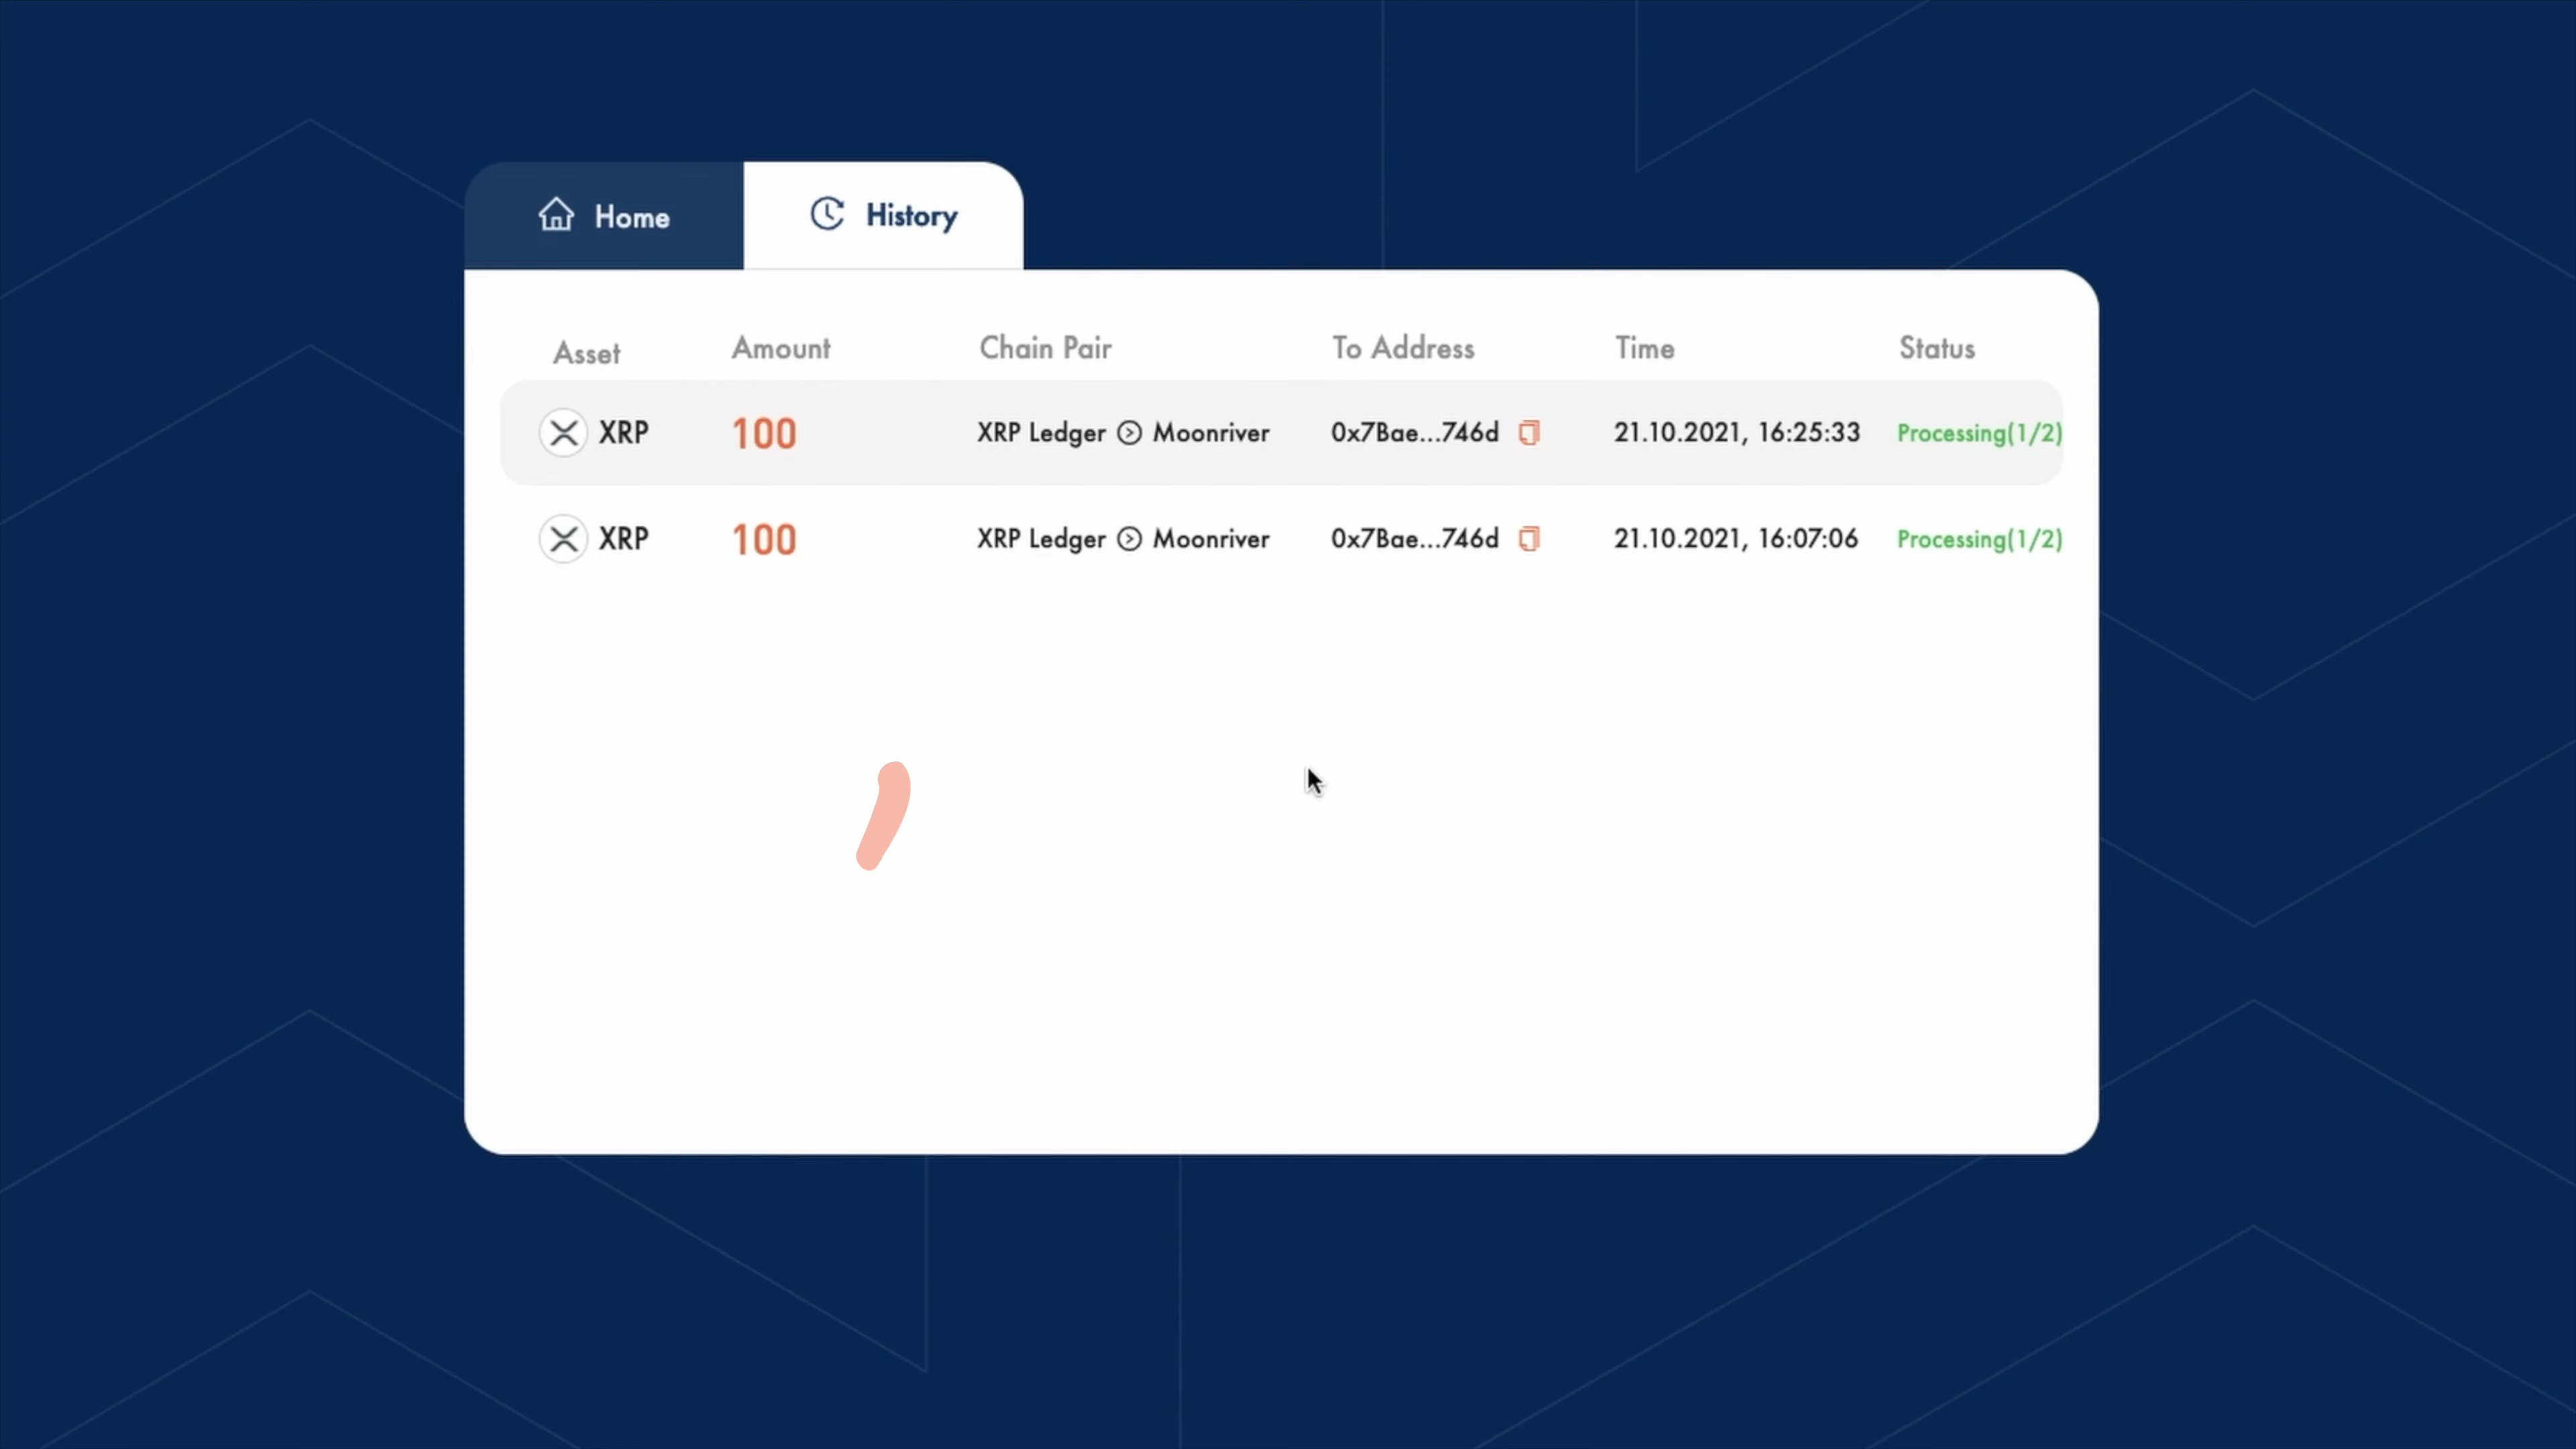 Home History
Asset Amount Chain Pair To Address Time Status
XRP 100 XRP Ledger Moonriver 0x7Bae...746d 21.10.2021, 16:25:33 Processing(1/2)
XRP 100 XRP Ledger Moonriver 0x7Bae...746d 21.10.2021, 16:07:06 Processing(1/2)